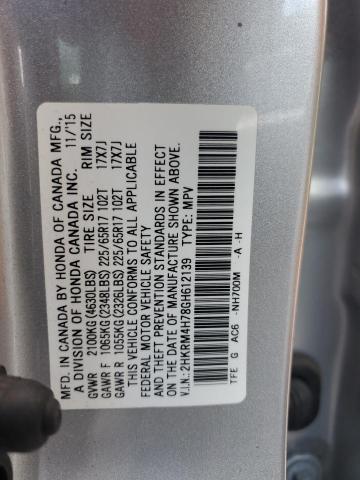 MFD. IN CANADA BY HONDA OF CANADA MFG.,
A DIVISION OF HONDA CANADA INC. 11/15
TIRE SIZE RIM SIZE
GVWR 2100KG(4630LBS)
GAWR F 1065KG(2348LBS) 225/65R17 102T 17X7J
GAWR R 1055KG(2326LBS) 225/65R17 102T 17X7J
THIS VEHICLE CONFORMS TO ALL APPLICABLE
FEDERAL MOTOR VEHICLE SAFETY
AND THEFT PREVENTION STANDARDS IN EFFECT
ON THE DATE OF MANUFACTURE SHOWN ABOVE.
V.I.N.: 2HKRM4H78GH612139 TYPE: MPV
TFE G AC6 -NH700M -A -H